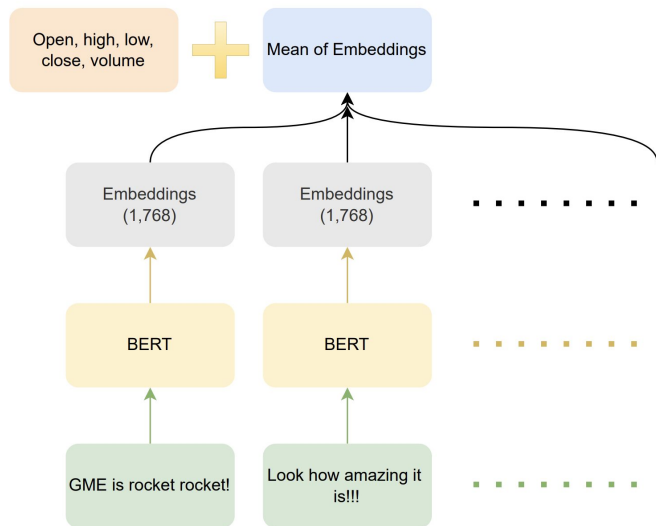 Open, high, low,
close, volume
Mean of Embeddings
Embeddings
(1,768)
Embeddings
(1,768)
BERT
BERT
GME is rocket rocket!
Look how amazing it
is!!!